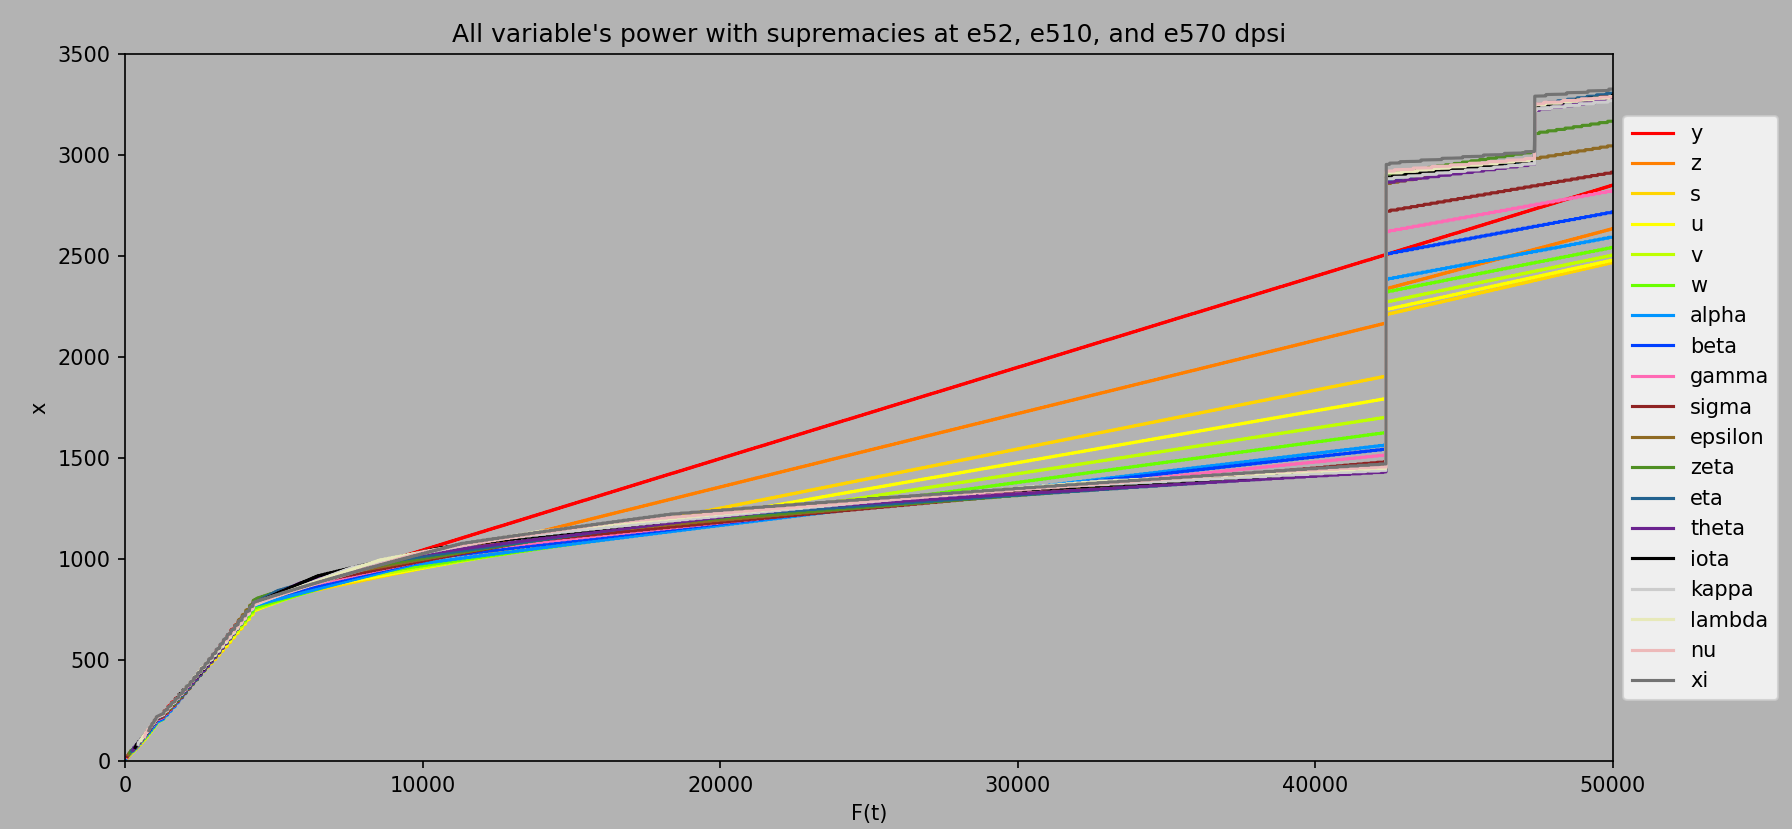 All variable's power with supremacies at e52, e510, and e570 dpsi
3500
3000
2500
2000
1500
1000
500
0
x
0 10000 20000 30000 40000 50000
F(t)
y
z
s
u
v
w
alpha
beta
gamma
sigma
epsilon
zeta
eta
theta
iota
kappa
lambda
nu
xi